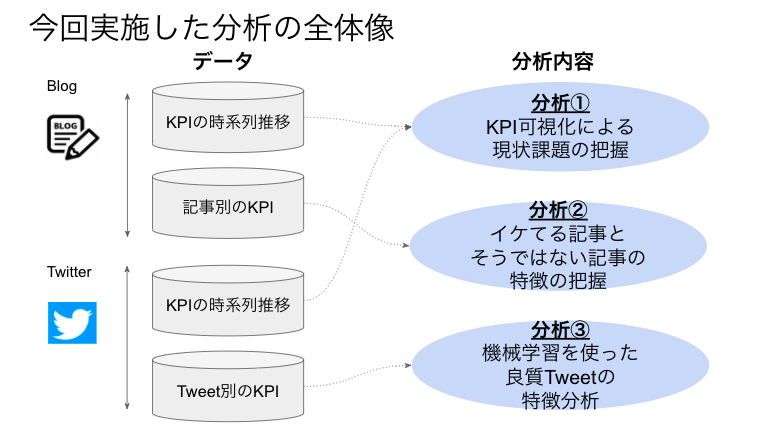 今回実施した分析の全体像
データ
分析内容
Blog
BLOG
KPIの時系列推移
記事別のKPI
Twitter
KPIの時系列推移
Tweet別のKPI
分析①
KPI可視化による
現状課題の把握
分析②
イケてる記事と
そうではない記事の
特徴の把握
分析③
機械学習を使った
良質Tweetの
特徴分析